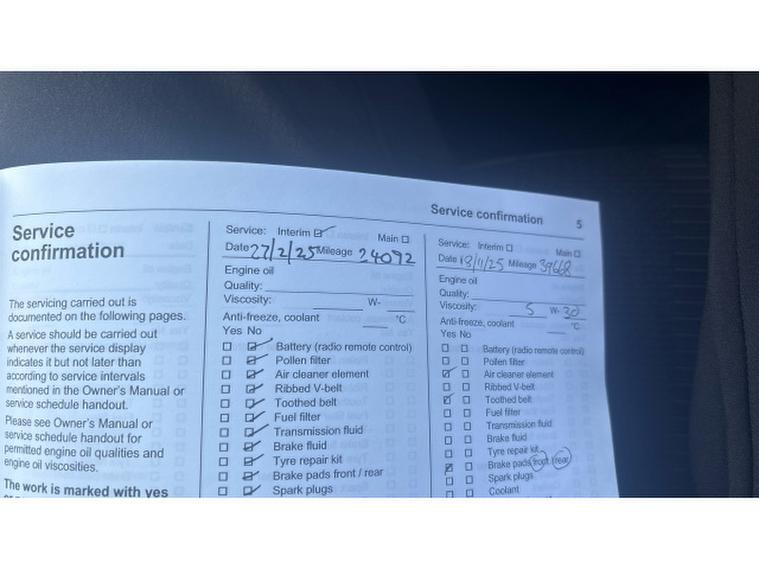 Service confirmation 5
Service
confirmation
The servicing carried out is
documented on the following pages.
A service should be carried out
whenever the service display
indicates it but not later than
according to service intervals
mentioned in the Owner's Manual or
service schedule handout.
Please see Owner's Manual or
service schedule handout for
permitted engine oil qualities and
engine oil viscosities.
The work is marked with yes
Service: Interim Main
Date 27/2/25 Mileage 24092
Engine oil
Quality:
Viscosity: W-
Anti-freeze, coolant °C
Yes No
Battery (radio remote control)
Pollen filter
Air cleaner element
Ribbed V-belt
Toothed belt
Fuel filter
Transmission fluid
Brake fluid
Tyre repair kit
Brake pads front / rear
Spark plugs
Service: Interim Main
Date /11/25 Mileage 39668
Engine oil
Quality:
Viscosity: 5 W- 30
Anti-freeze, coolant °C
Yes No
Battery (radio remote control)
Pollen filter
Air cleaner element
Ribbed V-belt
Toothed belt
Fuel filter
Transmission fluid
Brake fluid
Tyre repair kit
Brake pads front / rear
Spark plugs
Coolant